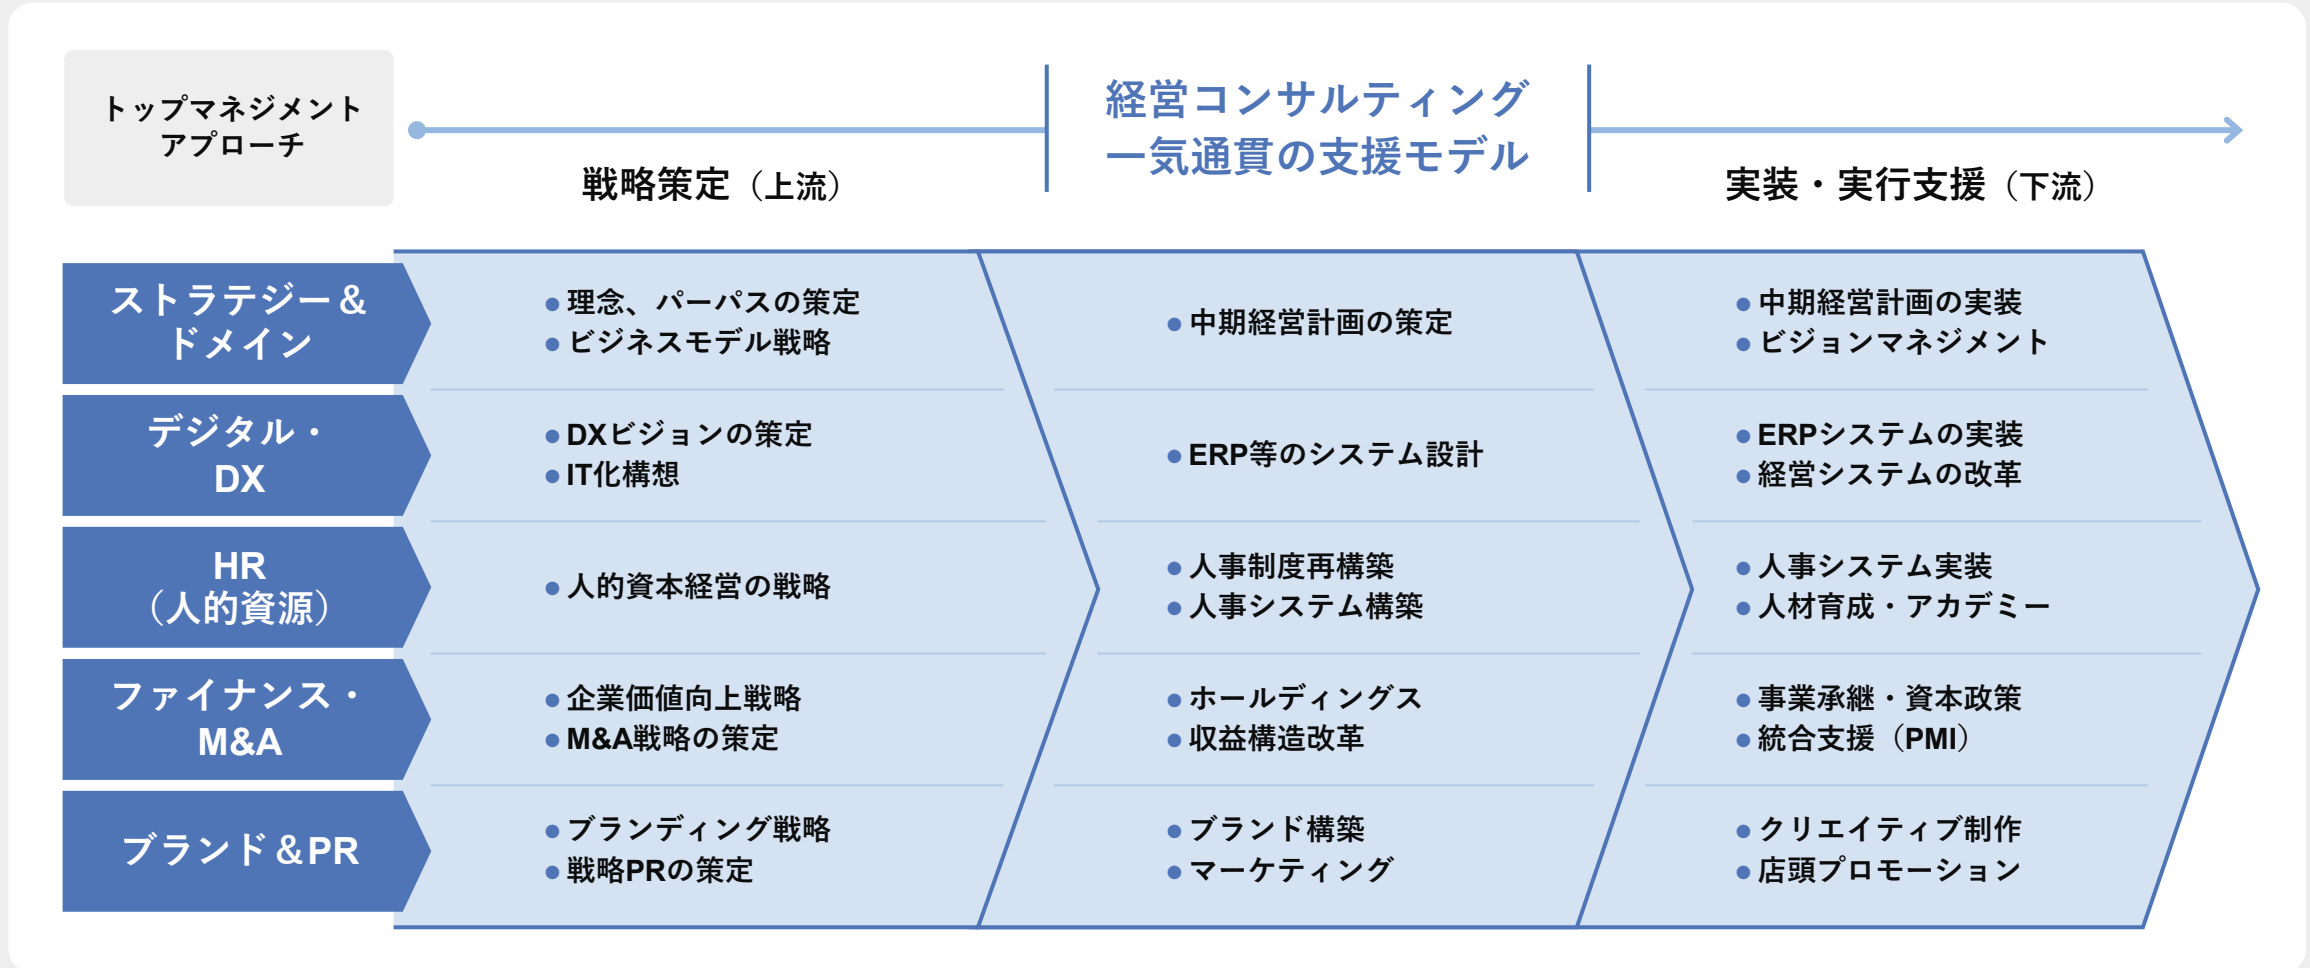 トップマネジメント
アプローチ
経営コンサルティング
一気通貫の支援モデル
戦略策定（上流）
実装・実行支援（下流）
ストラテジー＆
ドメイン
●理念、パーパスの策定
●ビジネスモデル戦略
●中期経営計画の策定
●中期経営計画の実装
●ビジョンマネジメント
デジタル・
DX
●DXビジョンの策定
●IT化構想
●ERP等のシステム設計
●ERPシステムの実装
●経営システムの改革
HR
（人的資源）
●人的資本経営の戦略
●人事制度再構築
●人事システム構築
●人事システム実装
●人材育成・アカデミー
ファイナンス・
M&A
●企業価値向上戦略
●M&A戦略の策定
●ホールディングス
●収益構造改革
●事業承継・資本政策
●統合支援（PMI）
ブランド＆PR
●ブランディング戦略
●戦略PRの策定
●ブランド構築
●マーケティング
●クリエイティブ制作
●店頭プロモーション